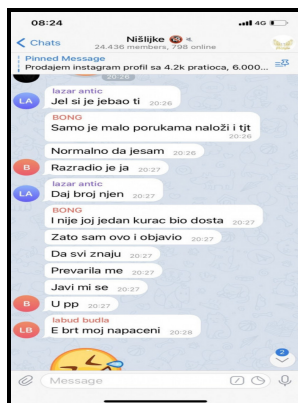 08:24
4G
Chats
Nišlijke
24.436 members, 798 online
Pinned Message
Prodajem instagram profil sa 4.2k pratioca, 6.000...
20:26
lazar antic
Jel si je jebao ti 20:26
LA
BONG
Samo je malo porukama naloži i tjt
20:26
Normalno da jesam 20:26
Razradio je ja 20:27
B
lazar antic
Daj broj njen 20:27
LA
BONG
I nije joj jedan kurac bio dosta
20:27
Zato sam ovo i objavio 20:27
Da svi znaju 20:27
Prevarila me 20:27
Javi mi se 20:27
U pp 20:27
B
labud budla
E brt moj napaceni 20:28
LB
2
Message